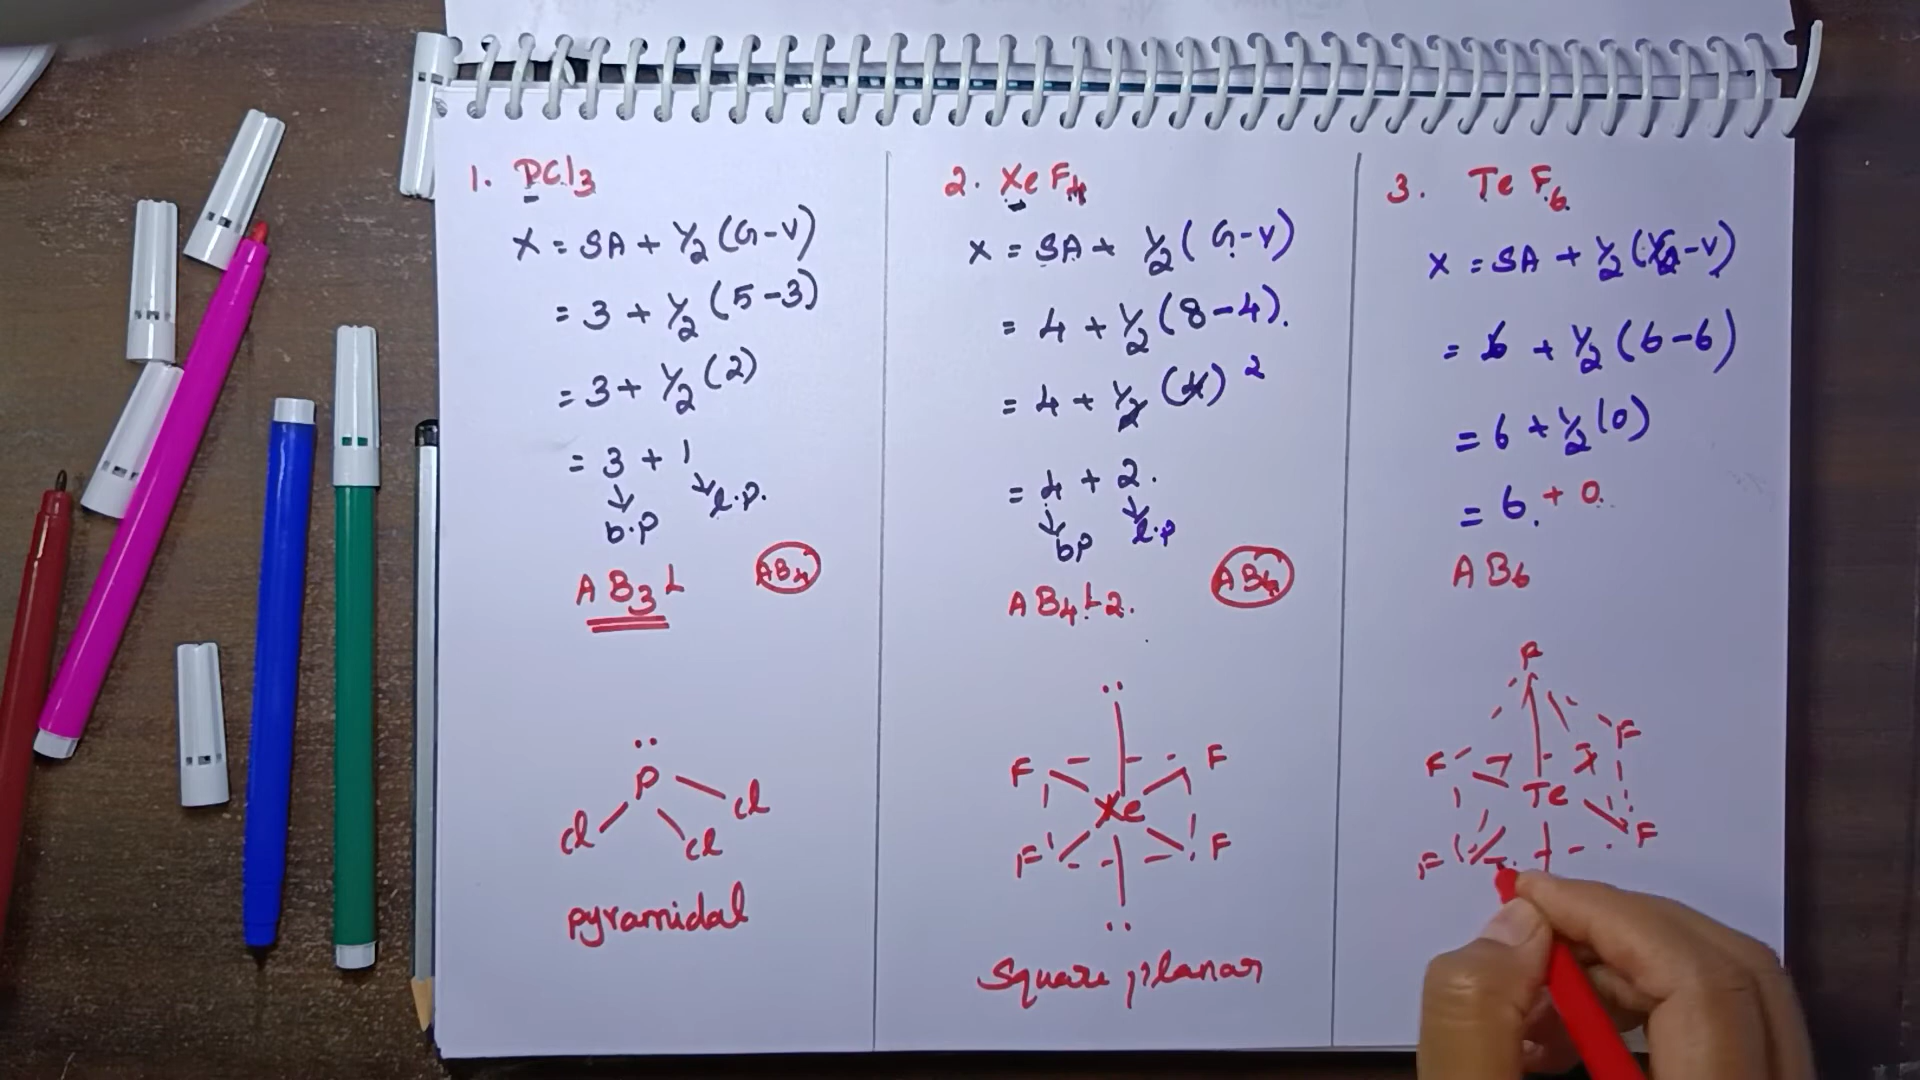 1. PCl3
X = SA + 1/2 (G-V)
= 3 + 1/2 (5-3)
= 3 + 1/2 (2)
= 3 + 1
b.p l.p.
AB3L AB4
P
Cl Cl Cl
pyramidal
2. XeF4
X = SA + 1/2 (G-V)
= 4 + 1/2 (8-4).
= 4 + 1/2 (4) 2
= 4 + 2.
bp l.p
AB4L2. AB6
F F
Xe
F F
Square planar
3. TeF6
X = SA + 1/2 (G-V)
= 6 + 1/2 (6-6)
= 6 + 1/2 (0)
= 6. + 0.
AB6
F
F F
Te
F F